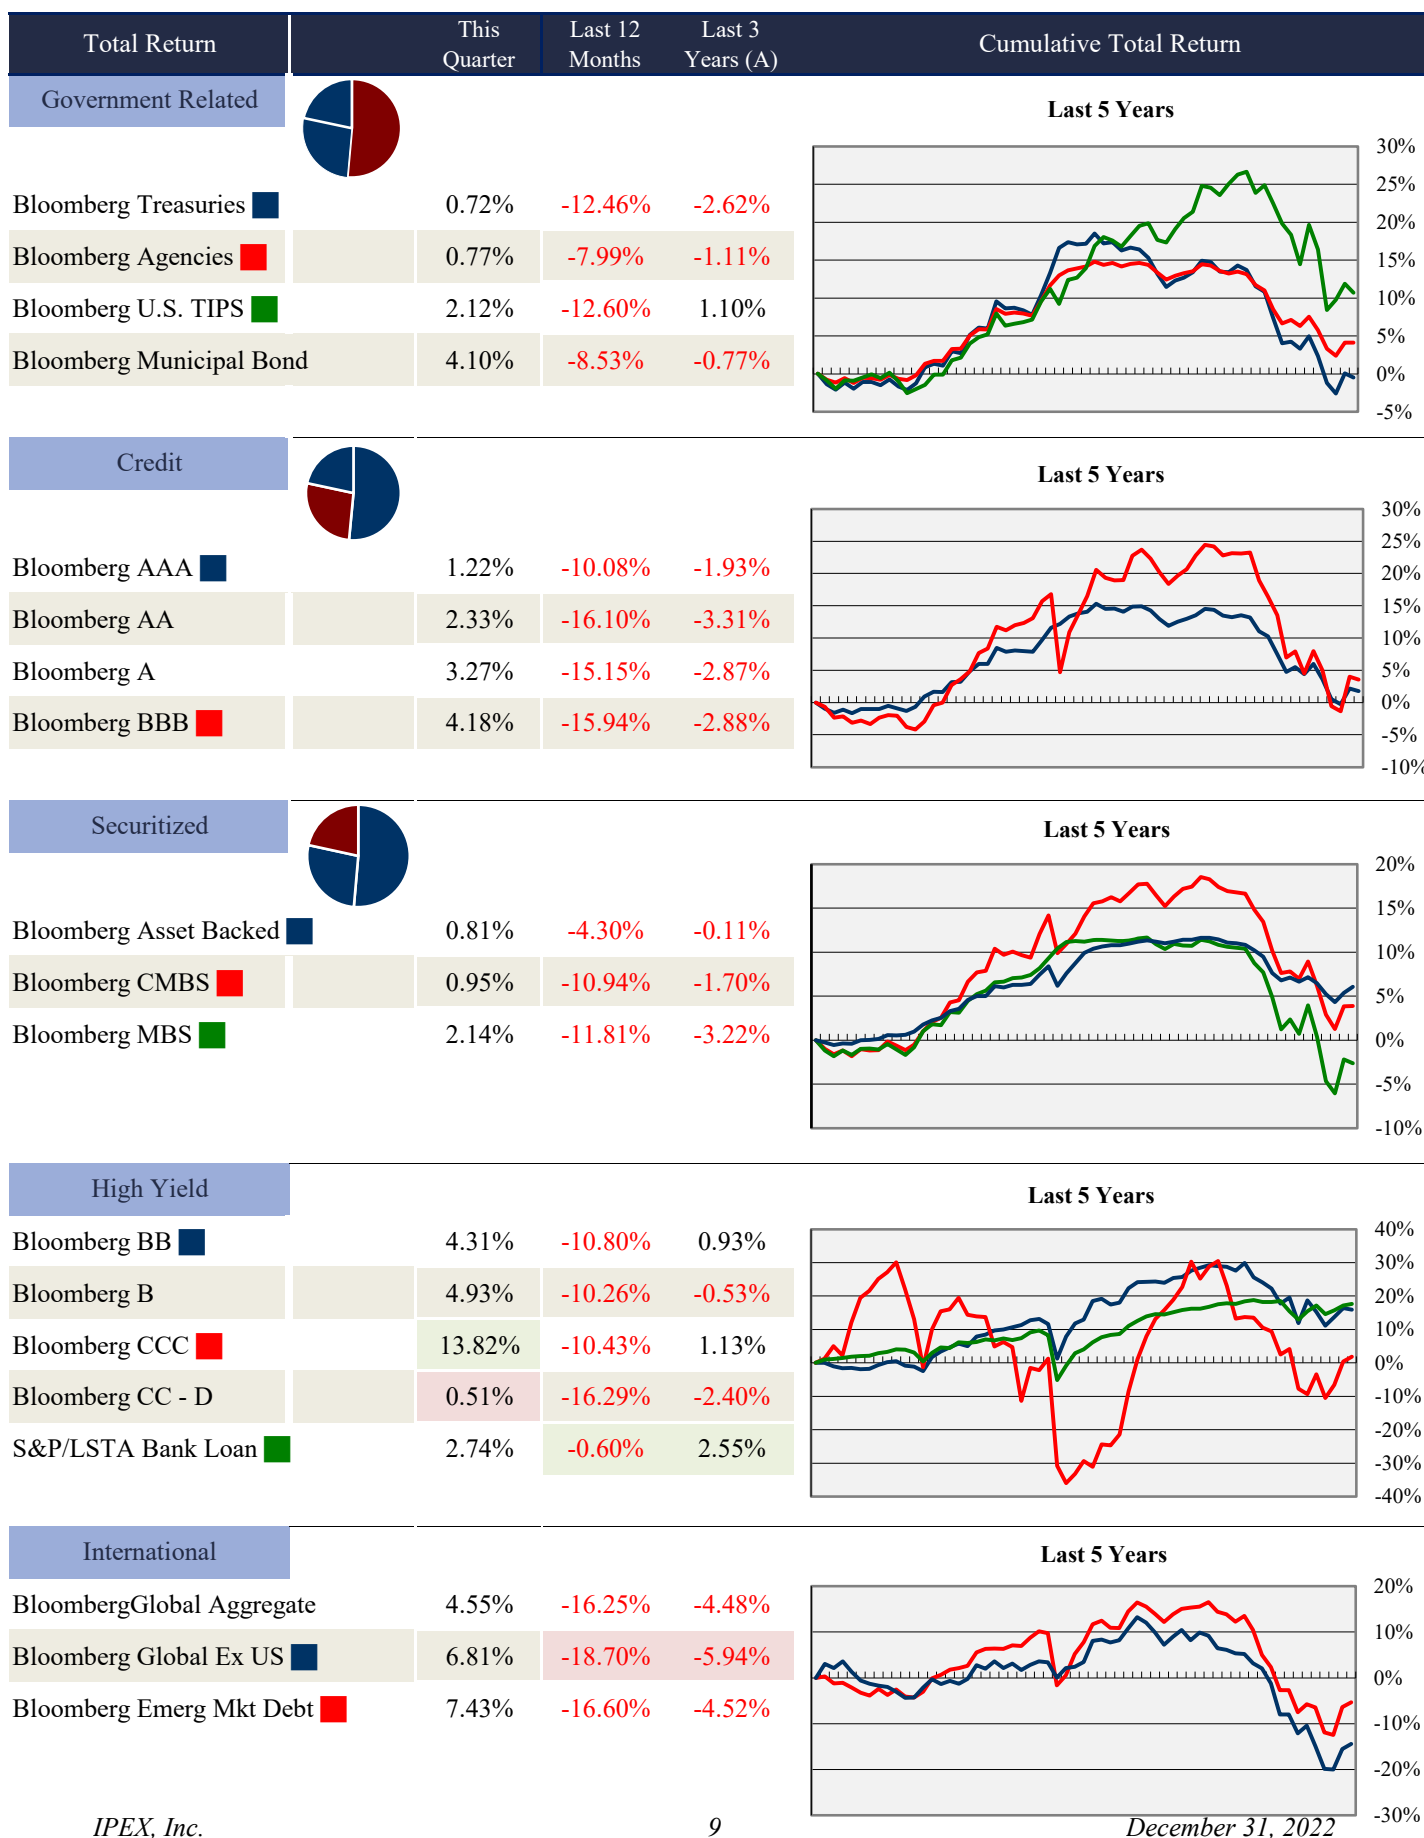 Total Return This Quarter Last 12 Months Last 3 Years (A) Cumulative Total Return
Government Related
Last 5 Years
Bloomberg Treasuries 0.72% -12.46% -2.62%
Bloomberg Agencies 0.77% -7.99% -1.11%
Bloomberg U.S. TIPS 2.12% -12.60% 1.10%
Bloomberg Municipal Bond 4.10% -8.53% -0.77%
30%
25%
20%
15%
10%
5%
0%
-5%
Credit
Last 5 Years
Bloomberg AAA 1.22% -10.08% -1.93%
Bloomberg AA 2.33% -16.10% -3.31%
Bloomberg A 3.27% -15.15% -2.87%
Bloomberg BBB 4.18% -15.94% -2.88%
30%
25%
20%
15%
10%
5%
0%
-5%
-10%
Securitized
Last 5 Years
Bloomberg Asset Backed 0.81% -4.30% -0.11%
Bloomberg CMBS 0.95% -10.94% -1.70%
Bloomberg MBS 2.14% -11.81% -3.22%
20%
15%
10%
5%
0%
-5%
-10%
High Yield
Last 5 Years
Bloomberg BB 4.31% -10.80% 0.93%
Bloomberg B 4.93% -10.26% -0.53%
Bloomberg CCC 13.82% -10.43% 1.13%
Bloomberg CC - D 0.51% -16.29% -2.40%
S&P/LSTA Bank Loan 2.74% -0.60% 2.55%
40%
30%
20%
10%
0%
-10%
-20%
-30%
-40%
International
Last 5 Years
BloombergGlobal Aggregate 4.55% -16.25% -4.48%
Bloomberg Global Ex US 6.81% -18.70% -5.94%
Bloomberg Emerg Mkt Debt 7.43% -16.60% -4.52%
20%
10%
0%
-10%
-20%
-30%
IPEX, Inc. 9 December 31, 2022